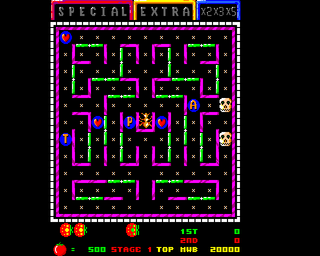 SPECIAL EXTRA x2x3x5
A
P
T
1ST 0
2ND 0
= 500 STAGE 1 TOP HWB 20000